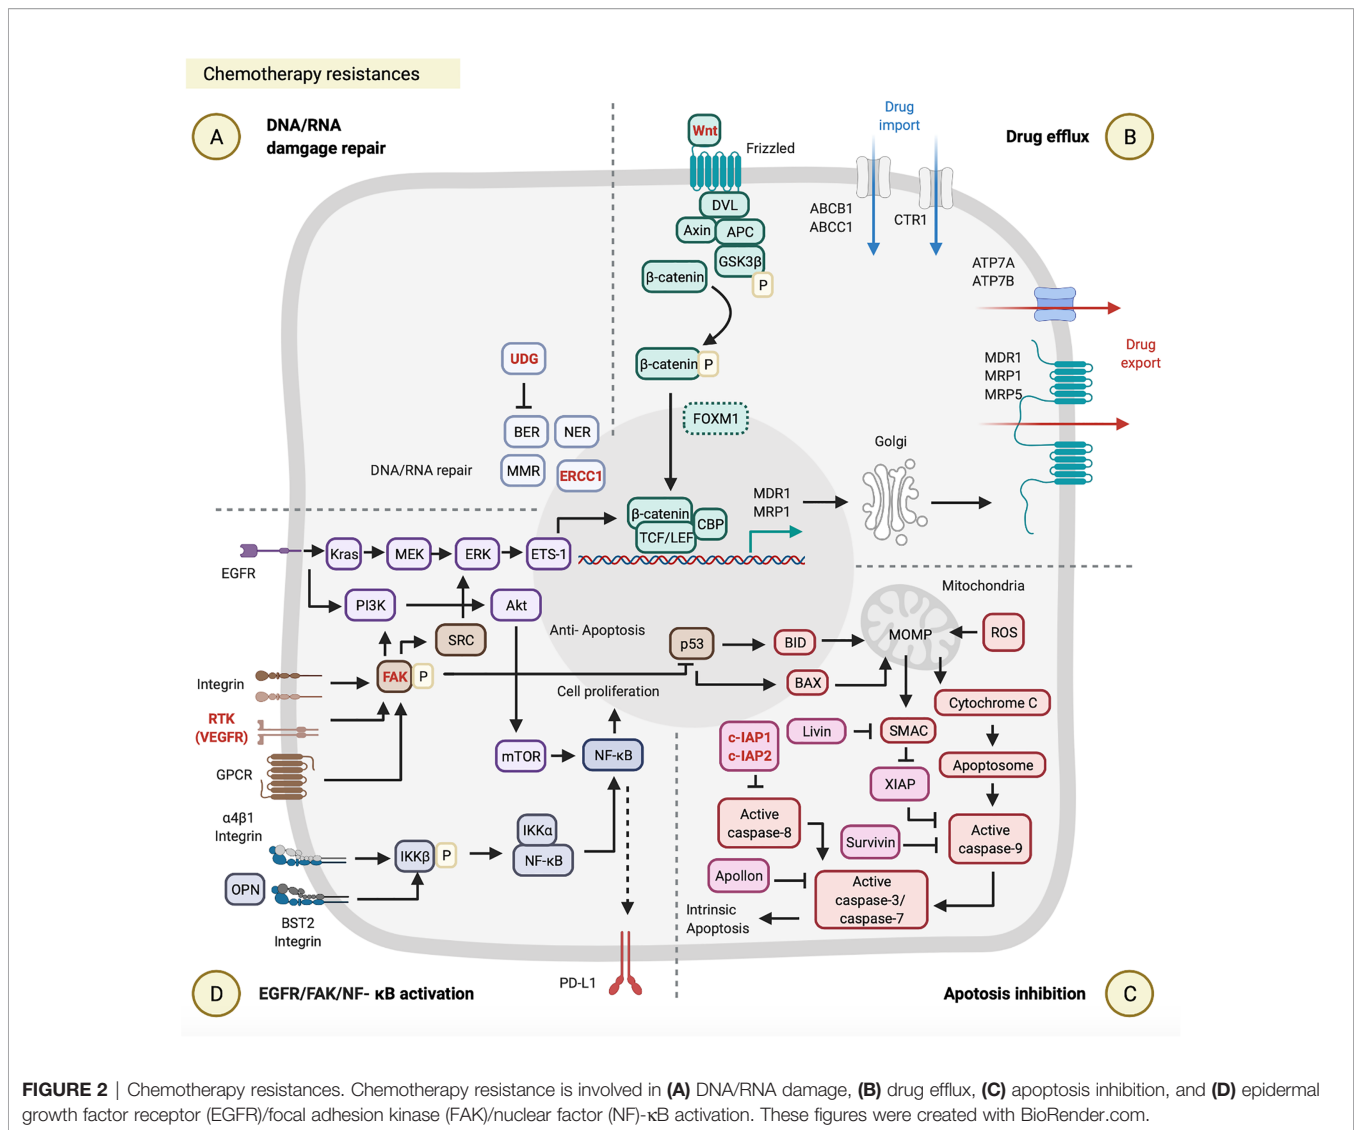 Chemotherapy resistances
A
DNA/RNA
damgage repair
Wnt
Frizzled
DVL
Axin
APC
GSK3β
β-catenin
P
β-catenin
P
FOXM1
Drug
import
Drug efflux
B
ABCB1
ABCC1
CTR1
ATP7A
ATP7B
Drug
export
MDR1
MRP1
MRP5
UDG
BER
NER
MMR
ERCC1
DNA/RNA repair
Golgi
MDR1
MRP1
β-catenin
CBP
TCF/LEF
EGFR
Kras
MEK
ERK
ETS-1
PI3K
Akt
SRC
Anti- Apoptosis
Integrin
FAK
P
Cell proliferation
RTK
(VEGFR)
GPCR
mTOR
NF-κB
α4β1
Integrin
IKKβ
P
IKKα
NF-κB
OPN
BST2
Integrin
PD-L1
Mitochondria
p53
BID
MOMP
ROS
BAX
Cytochrome C
c-IAP1
c-IAP2
Livin
SMAC
Apoptosome
XIAP
Active
caspase-8
Survivin
Active
caspase-9
Apollon
Active
caspase-3/
caspase-7
Intrinsic
Apoptosis
D
EGFR/FAK/NF- κB activation
Apotosis inhibition
C
FIGURE 2 | Chemotherapy resistances. Chemotherapy resistance is involved in (A) DNA/RNA damage, (B) drug efflux, (C) apoptosis inhibition, and (D) epidermal
growth factor receptor (EGFR)/focal adhesion kinase (FAK)/nuclear factor (NF)-κB activation. These figures were created with BioRender.com.